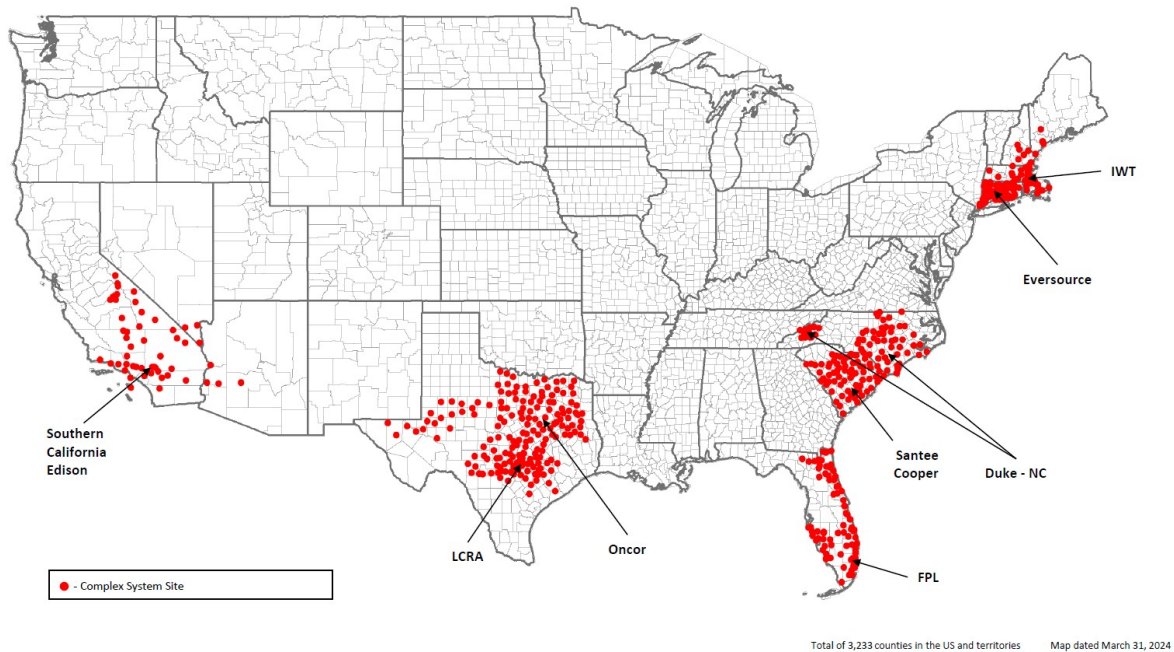 IWT
Eversource
Southern
California
Edison
Santee
Cooper
Duke - NC
LCRA
Oncor
FPL
- Complex System Site
Total of 3,233 counties in the US and territories
Map dated March 31, 2024